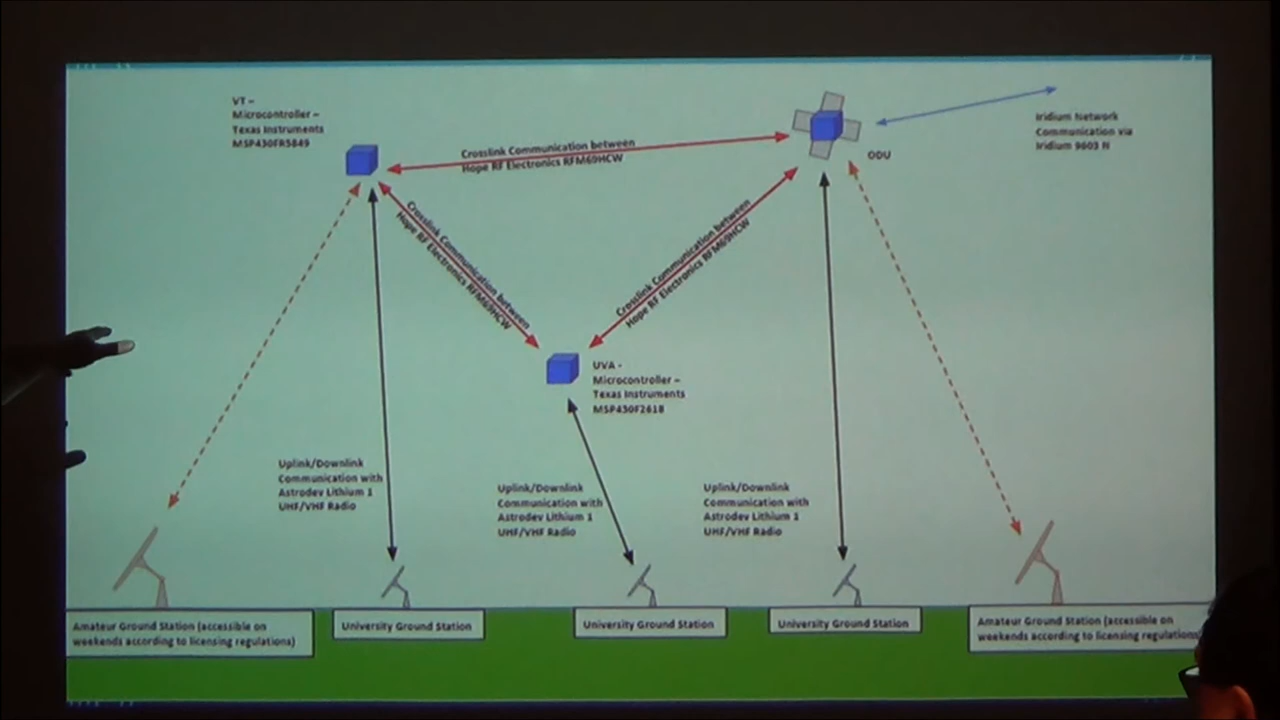 VT –
Microcontroller –
Texas Instruments
MSP430FR5849
Crosslink Communication between
Hope RF Electronics RFM69HCW
ODU
Iridium Network
Communication via
Iridium 9603 N
Crosslink Communication between
Hope RF Electronics RFM69HCW
Crosslink Communication between
Hope RF Electronics RFM69HCW
UVA -
Microcontroller –
Texas Instruments
MSP430F2618
Uplink/Downlink
Communication with
Astrodev Lithium 1
UHF/VHF Radio
Uplink/Downlink
Communication with
Astrodev Lithium 1
UHF/VHF Radio
Uplink/Downlink
Communication with
Astrodev Lithium 1
UHF/VHF Radio
Amateur Ground Station (accessible on
weekends according to licensing regulations)
University Ground Station
University Ground Station
University Ground Station
Amateur Ground Station (accessible on
weekends according to licensing regulations